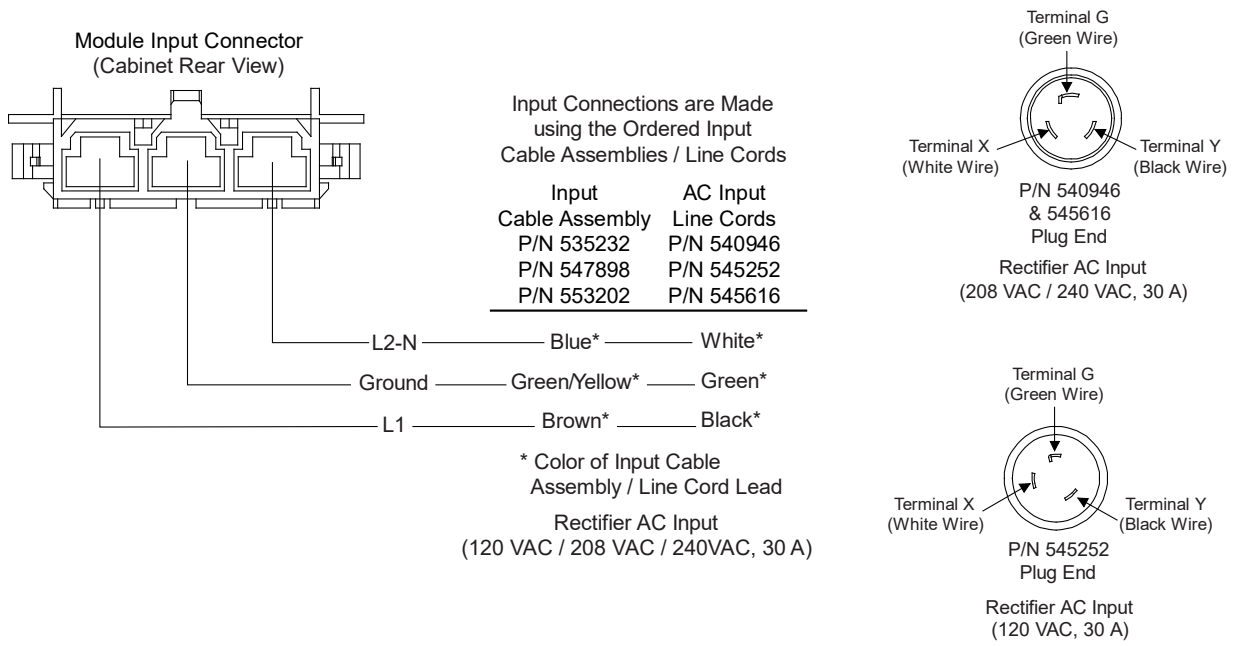 Module Input Connector
(Cabinet Rear View)
Input Connections are Made
using the Ordered Input
Cable Assemblies / Line Cords
Input AC Input
Cable Assembly Line Cords
P/N 535232 P/N 540946
P/N 547898 P/N 545252
P/N 553202 P/N 545616
L2-N Blue* White*
Ground Green/Yellow* Green*
L1 Brown* Black*
* Color of Input Cable
Assembly / Line Cord Lead
Rectifier AC Input
(120 VAC / 208 VAC / 240VAC, 30 A)
Terminal G
(Green Wire)
Terminal X
(White Wire)
Terminal Y
(Black Wire)
P/N 540946
& 545616
Plug End
Rectifier AC Input
(208 VAC / 240 VAC, 30 A)
Terminal G
(Green Wire)
Terminal X
(White Wire)
Terminal Y
(Black Wire)
P/N 545252
Plug End
Rectifier AC Input
(120 VAC, 30 A)